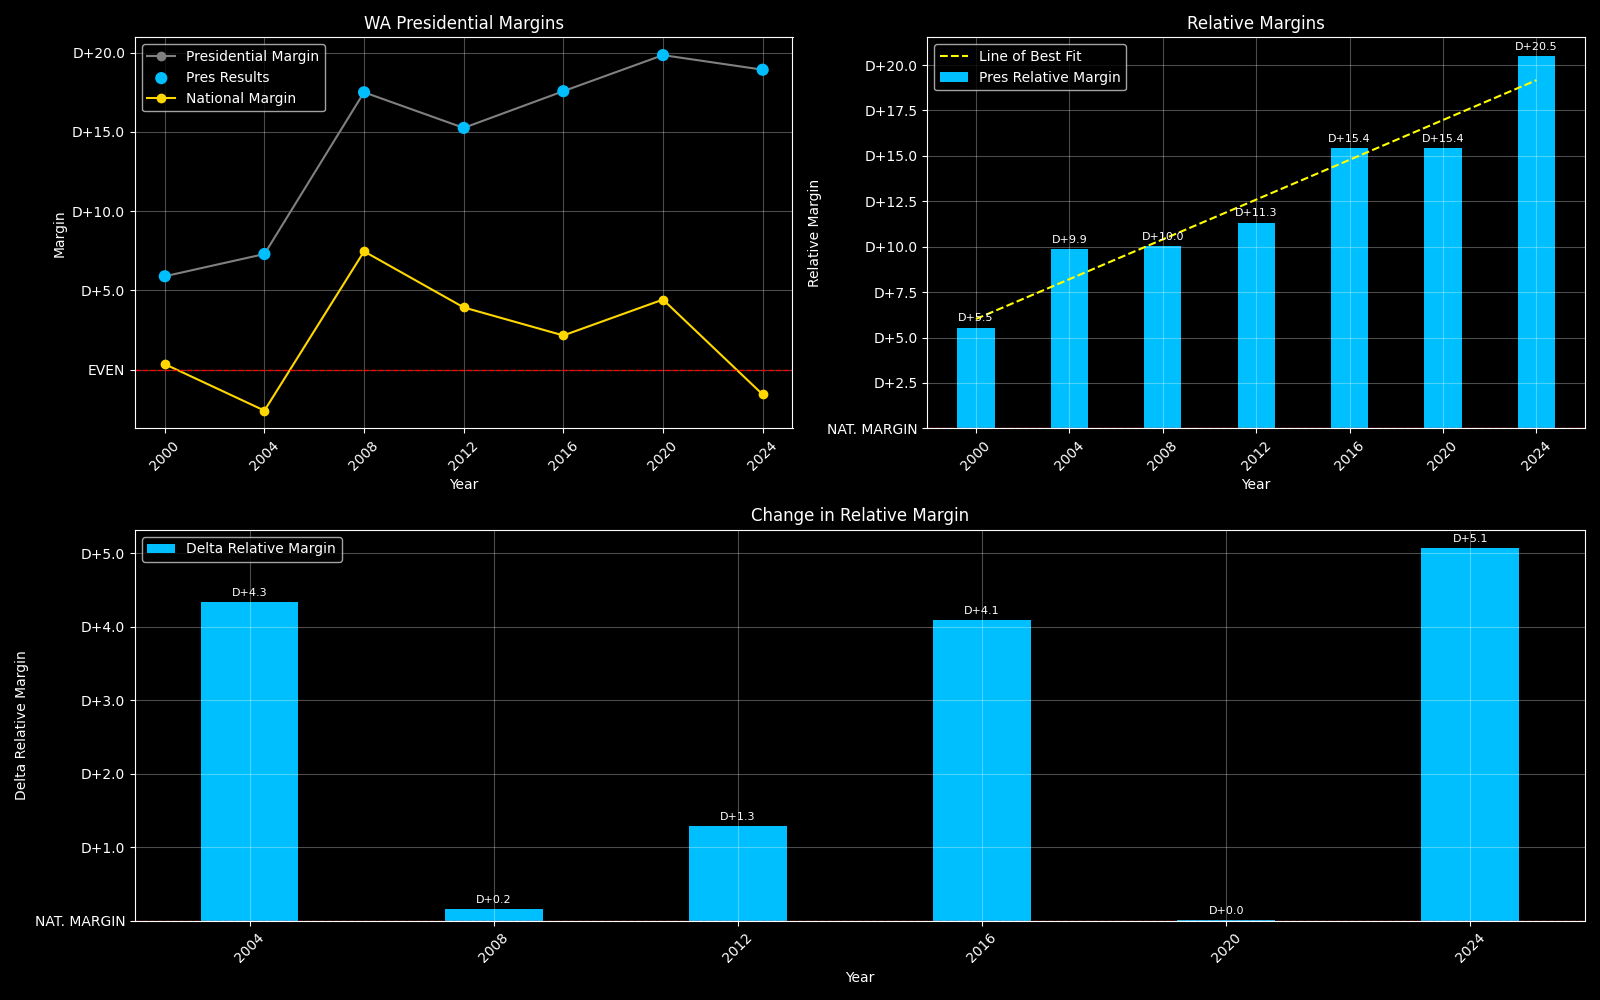 WA Presidential Margins
Presidential Margin
Pres Results
National Margin
Margin
D+20.0
D+15.0
D+10.0
D+5.0
EVEN
2000
2004
2008
2012
2016
2020
2024
Year
Relative Margins
Line of Best Fit
Pres Relative Margin
Relative Margin
D+20.0
D+17.5
D+15.0
D+12.5
D+10.0
D+7.5
D+5.0
D+2.5
NAT. MARGIN
D+5.5
D+9.9
D+10.0
D+11.3
D+15.4
D+15.4
D+20.5
2000
2004
2008
2012
2016
2020
2024
Year
Change in Relative Margin
Delta Relative Margin
Delta Relative Margin
D+5.0
D+4.0
D+3.0
D+2.0
D+1.0
NAT. MARGIN
D+4.3
D+0.2
D+1.3
D+4.1
D+0.0
D+5.1
2004
2008
2012
2016
2020
2024
Year